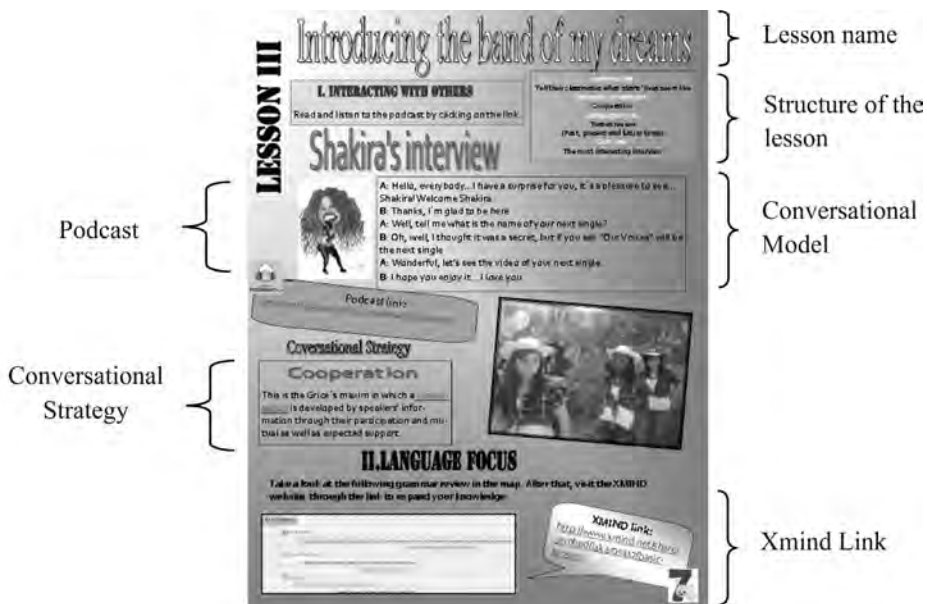 Introducing the band of my dreams
LESSON III
I. INTERACTING WITH OTHERS
Read and listen to the podcast by clicking on the link.
Cooperation
The most interesting interview
Shakira's interview
A: Hello, everybody...I have a surprise for you, it´s a pleasure to see...
Shakira! Welcome Shakira
B: Thanks, I´m glad to be here
A: Well, tell me what is the name of your next single?
B: Oh, well, I thought it was a secret, but if you ask "Our Voices" will be
the next single
A: Wonderful, let's see the video of your next single.
B: I hope you enjoy it...I love you
Podcast link:
Coversational Strategy
Cooperation
This is the Grice´s maxim in which a
is developed by speakers' infor-
mation through their participation and mu-
tual as well as expected support.
II.LANGUAGE FOCUS
Take a look at the following grammar review in the map. After that, visit the XMIND
website through the link to expand your knowledge
XMIND link:
7
Lesson name
Structure of the
lesson
Podcast
Conversational
Model
Conversational
Strategy
Xmind Link